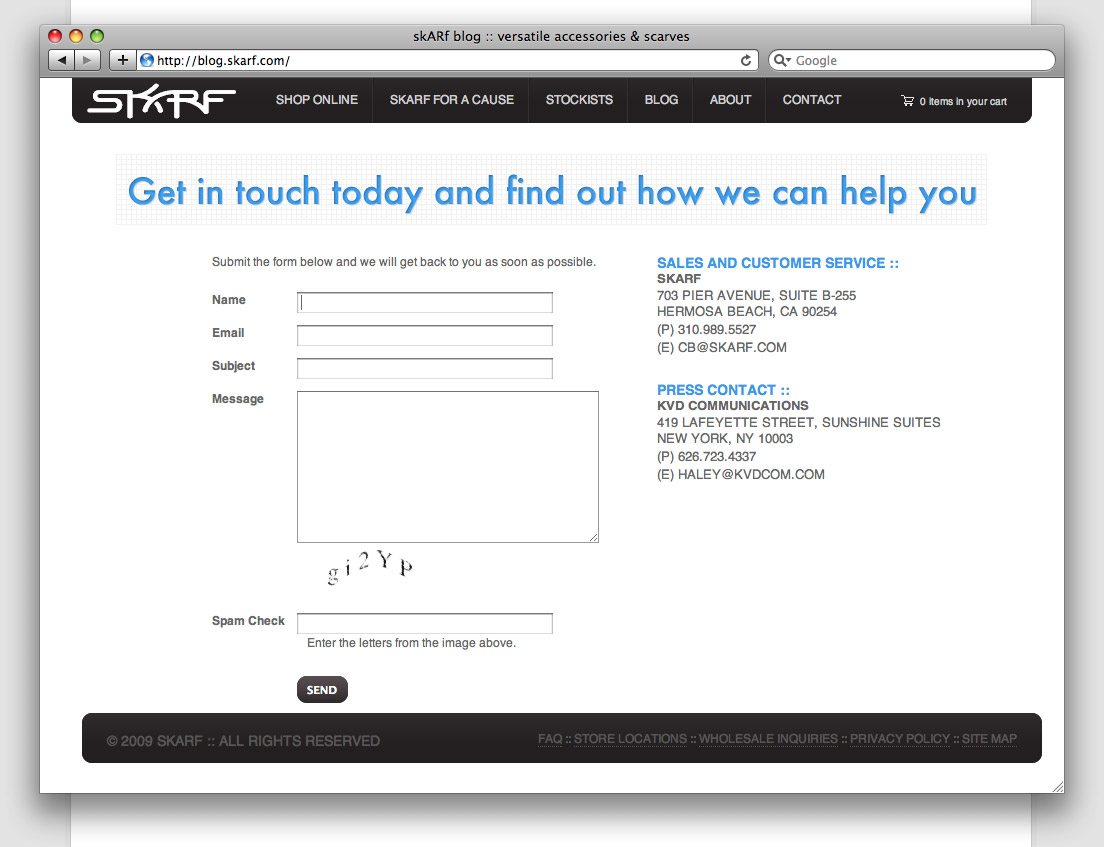 skARf blog :: versatile accessories & scarves
http://blog.skarf.com/
Google
SKARF
SHOP ONLINE
SKARF FOR A CAUSE
STOCKISTS
BLOG
ABOUT
CONTACT
0 items in your cart
Get in touch today and find out how we can help you
Submit the form below and we will get back to you as soon as possible.
Name
Email
Subject
Message
gi2Yp
Spam Check
Enter the letters from the image above.
SEND
SALES AND CUSTOMER SERVICE ::
SKARF
703 PIER AVENUE, SUITE B-255
HERMOSA BEACH, CA 90254
(P) 310.989.5527
(E) CB@SKARF.COM
PRESS CONTACT ::
KVD COMMUNICATIONS
419 LAFEYETTE STREET, SUNSHINE SUITES
NEW YORK, NY 10003
(P) 626.723.4337
(E) HALEY@KVDCOM.COM
© 2009 SKARF :: ALL RIGHTS RESERVED
FAQ :: STORE LOCATIONS :: WHOLESALE INQUIRIES :: PRIVACY POLICY :: SITE MAP